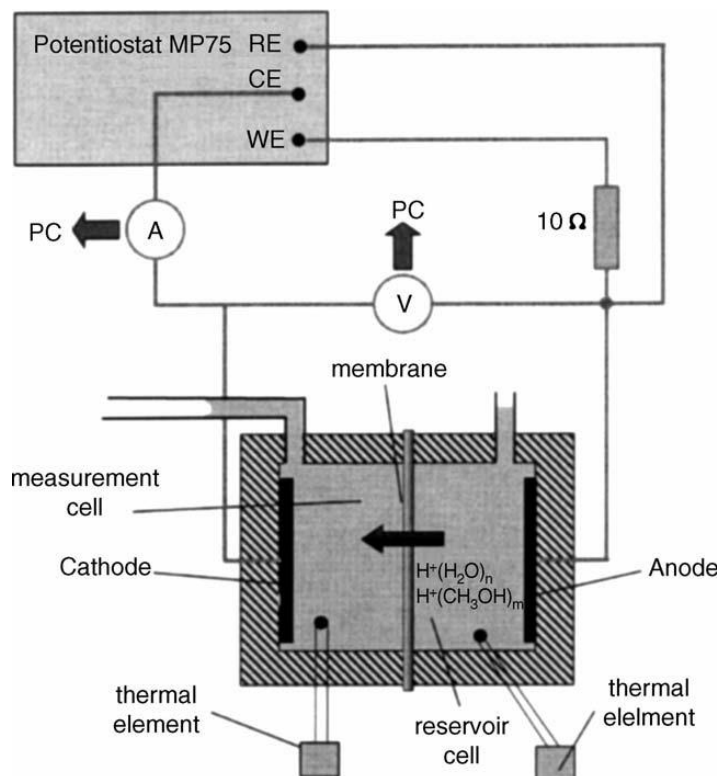 Potentiostat MP75 RE
CE
WE
PC
A
PC
10 Ω
V
membrane
measurement
cell
Cathode
H⁺(H₂O)ₙ
H⁺(CH₃OH)ₘ
Anode
thermal
element
reservoir
cell
thermal
elelment